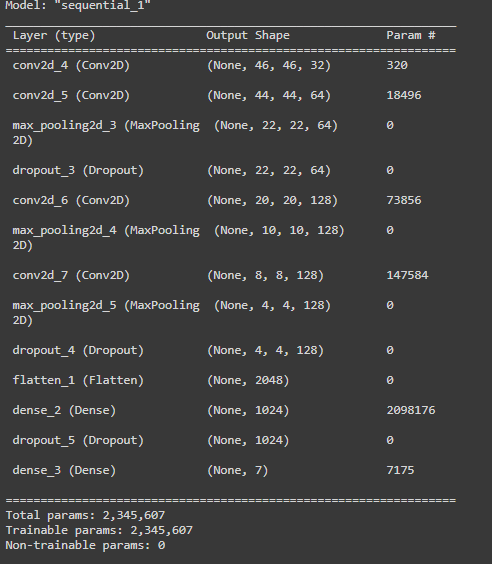 Model: "sequential_1"
Layer (type) Output Shape Param #
conv2d_4 (Conv2D) (None, 46, 46, 32) 320
conv2d_5 (Conv2D) (None, 44, 44, 64) 18496
max_pooling2d_3 (MaxPooling (None, 22, 22, 64) 0
2D)
dropout_3 (Dropout) (None, 22, 22, 64) 0
conv2d_6 (Conv2D) (None, 20, 20, 128) 73856
max_pooling2d_4 (MaxPooling (None, 10, 10, 128) 0
2D)
conv2d_7 (Conv2D) (None, 8, 8, 128) 147584
max_pooling2d_5 (MaxPooling (None, 4, 4, 128) 0
2D)
dropout_4 (Dropout) (None, 4, 4, 128) 0
flatten_1 (Flatten) (None, 2048) 0
dense_2 (Dense) (None, 1024) 2098176
dropout_5 (Dropout) (None, 1024) 0
dense_3 (Dense) (None, 7) 7175
Total params: 2,345,607
Trainable params: 2,345,607
Non-trainable params: 0